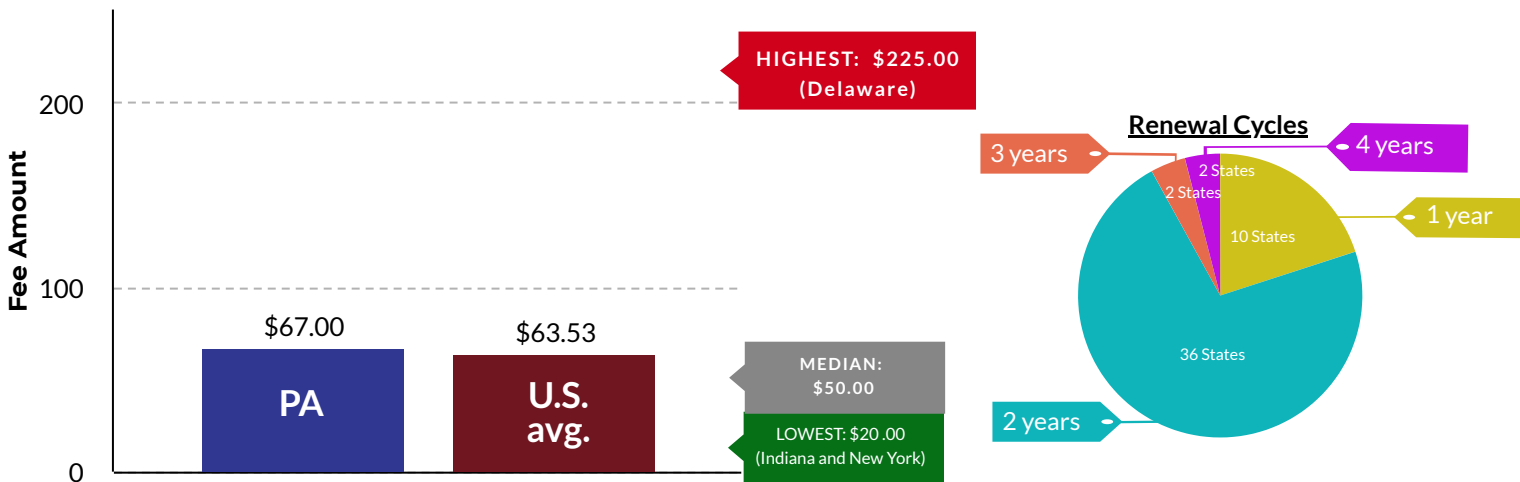 Fee Amount
200
100
0
$67.00
PA
$63.53
U.S.
avg.
HIGHEST: $225.00
(Delaware)
MEDIAN:
$50.00
LOWEST: $20 .00
(Indiana and New York)
Renewal Cycles
3 years
4 years
1 year
2 years
2 States
2 States
10 States
36 States